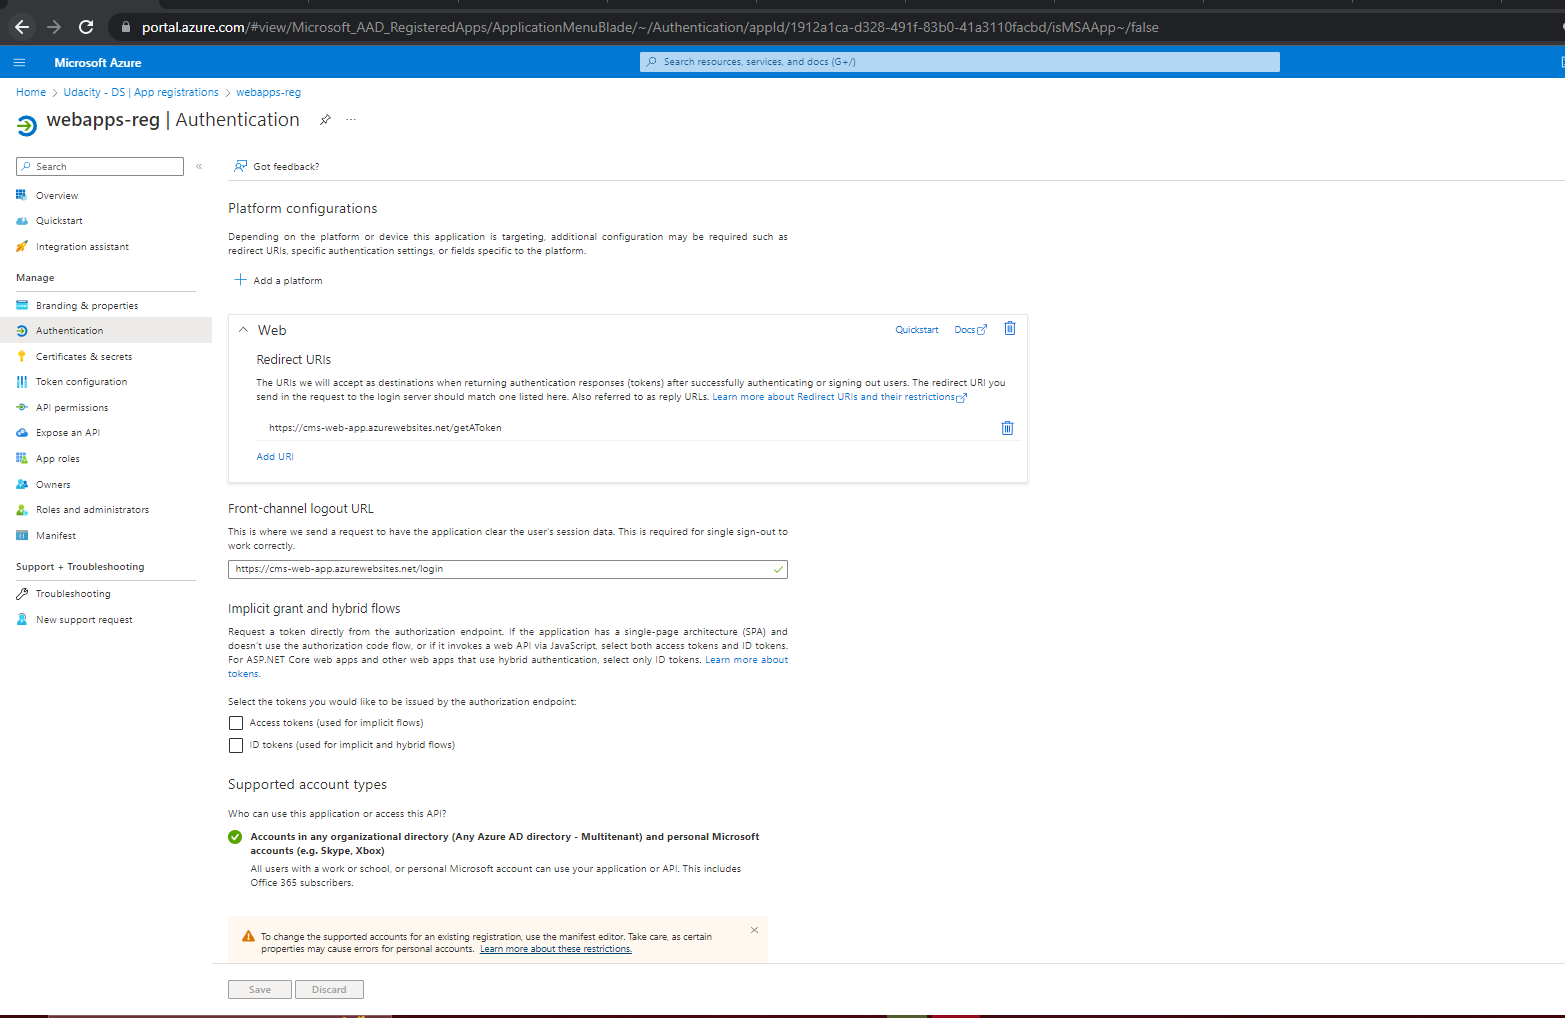 portal.azure.com/#view/Microsoft_AAD_RegisteredApps/ApplicationMenuBlade/~/Authentication/appId/1912a1ca-d328-491f-83b0-41a3110facbd/isMSAApp~/false
Microsoft Azure
Search resources, services, and docs (G+/)
Home > Udacity - DS | App registrations > webapps-reg
webapps-reg | Authentication
...
Search
«
Got feedback?
Overview
Quickstart
Integration assistant
Manage
Branding & properties
Authentication
Certificates & secrets
Token configuration
API permissions
Expose an API
App roles
Owners
Roles and administrators
Manifest
Support + Troubleshooting
Troubleshooting
New support request
Platform configurations
Depending on the platform or device this application is targeting, additional configuration may be required such as
redirect URIs, specific authentication settings, or fields specific to the platform.
Add a platform
Web
Quickstart
Docs
Redirect URIs
The URIs we will accept as destinations when returning authentication responses (tokens) after successfully authenticating or signing out users. The redirect URI you
send in the request to the login server should match one listed here. Also referred to as reply URLs. Learn more about Redirect URIs and their restrictions
https://cms-web-app.azurewebsites.net/getAToken
Add URI
Front-channel logout URL
This is where we send a request to have the application clear the user's session data. This is required for single sign-out to
work correctly.
https://cms-web-app.azurewebsites.net/login
Implicit grant and hybrid flows
Request a token directly from the authorization endpoint. If the application has a single-page architecture (SPA) and
doesn't use the authorization code flow, or if it invokes a web API via JavaScript, select both access tokens and ID tokens.
For ASP.NET Core web apps and other web apps that use hybrid authentication, select only ID tokens. Learn more about
tokens.
Select the tokens you would like to be issued by the authorization endpoint:
Access tokens (used for implicit flows)
ID tokens (used for implicit and hybrid flows)
Supported account types
Who can use this application or access this API?
Accounts in any organizational directory (Any Azure AD directory - Multitenant) and personal Microsoft
accounts (e.g. Skype, Xbox)
All users with a work or school, or personal Microsoft account can use your application or API. This includes
Office 365 subscribers.
To change the supported accounts for an existing registration, use the manifest editor. Take care, as certain
properties may cause errors for personal accounts. Learn more about these restrictions.
Save
Discard